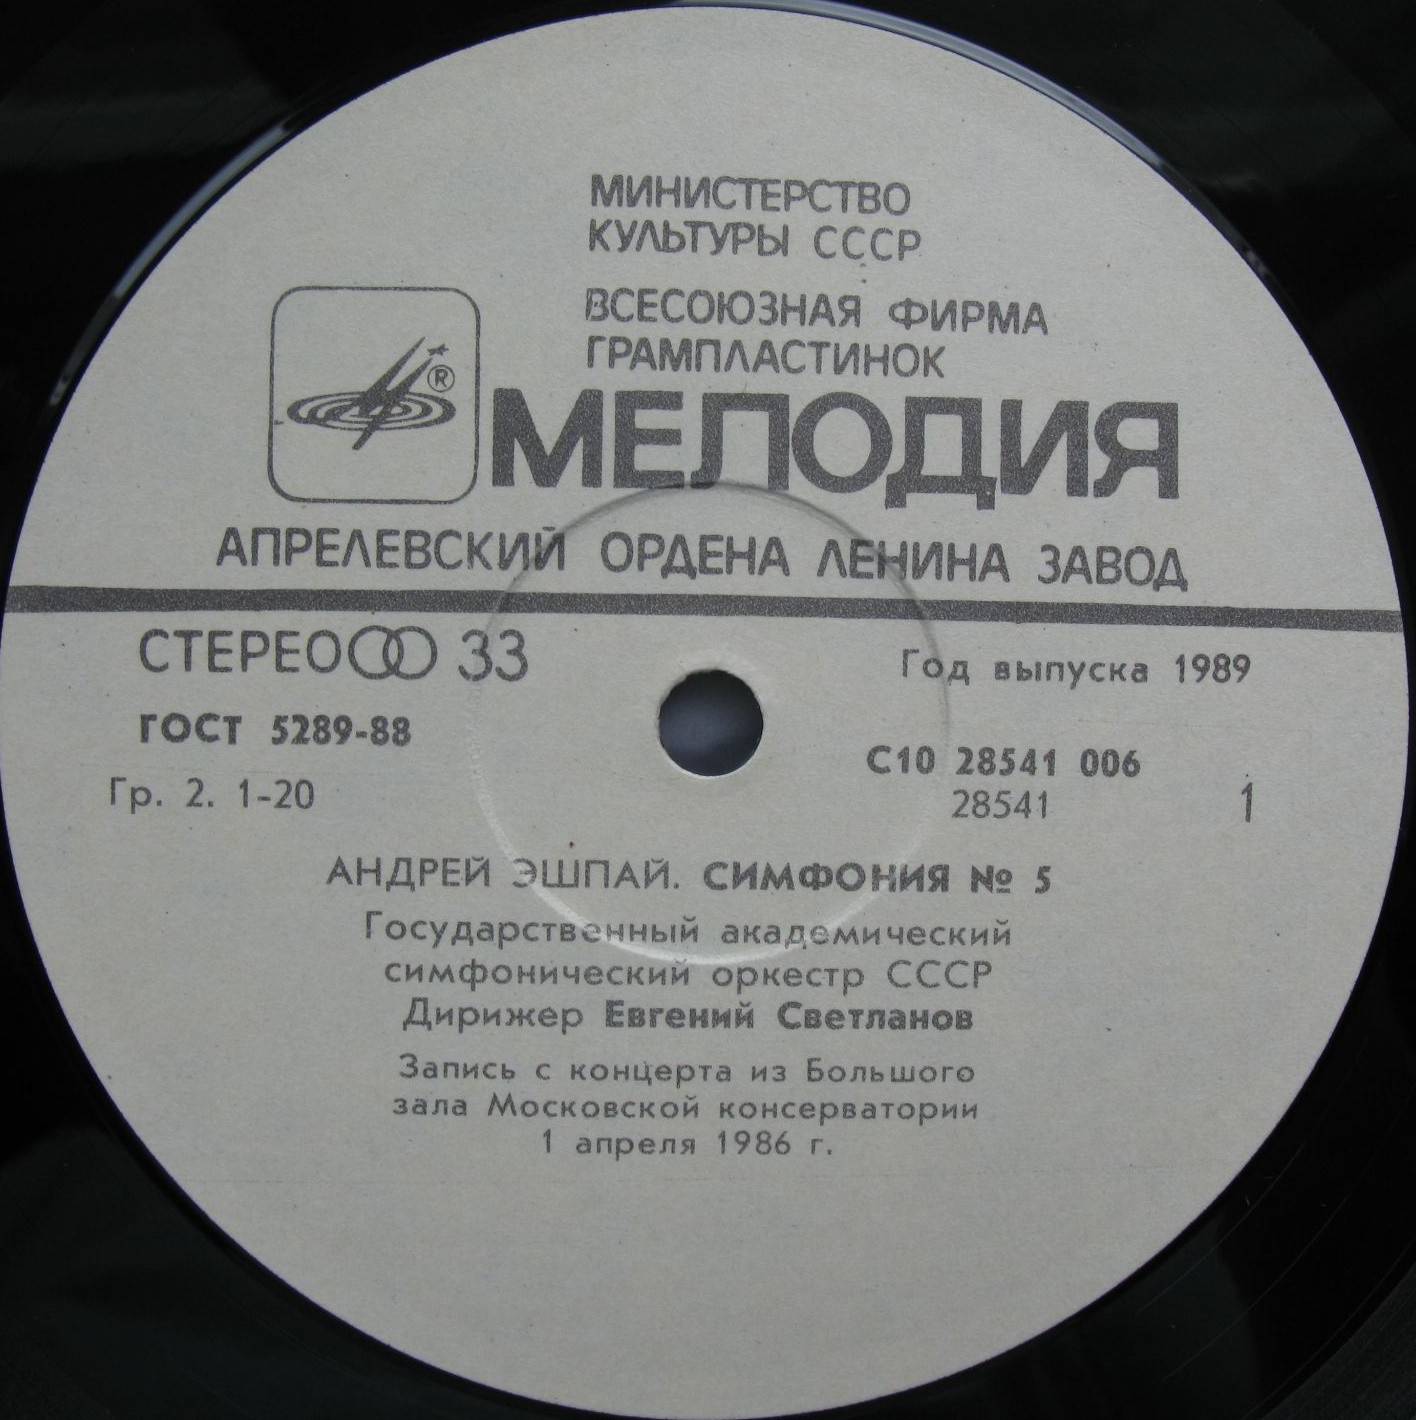 МИНИСТЕРСТВО
КУЛЬТУРЫ СССР
ВСЕСОЮЗНАЯ ФИРМА
ГРАМПЛАСТИНОК
®
МЕЛОДИЯ
АПРЕЛЕВСКИЙ ОРДЕНА ЛЕНИНА ЗАВОД
СТЕРЕО 33
Год выпуска 1989
ГОСТ 5289-88
С10 28541 006
Гр. 2. 1-20
28541
1
АНДРЕЙ ЭШПАЙ. СИМФОНИЯ № 5
Государственный академический
симфонический оркестр СССР
Дирижер Евгений Светланов
Запись с концерта из Большого
зала Московской консерватории
1 апреля 1986 г.